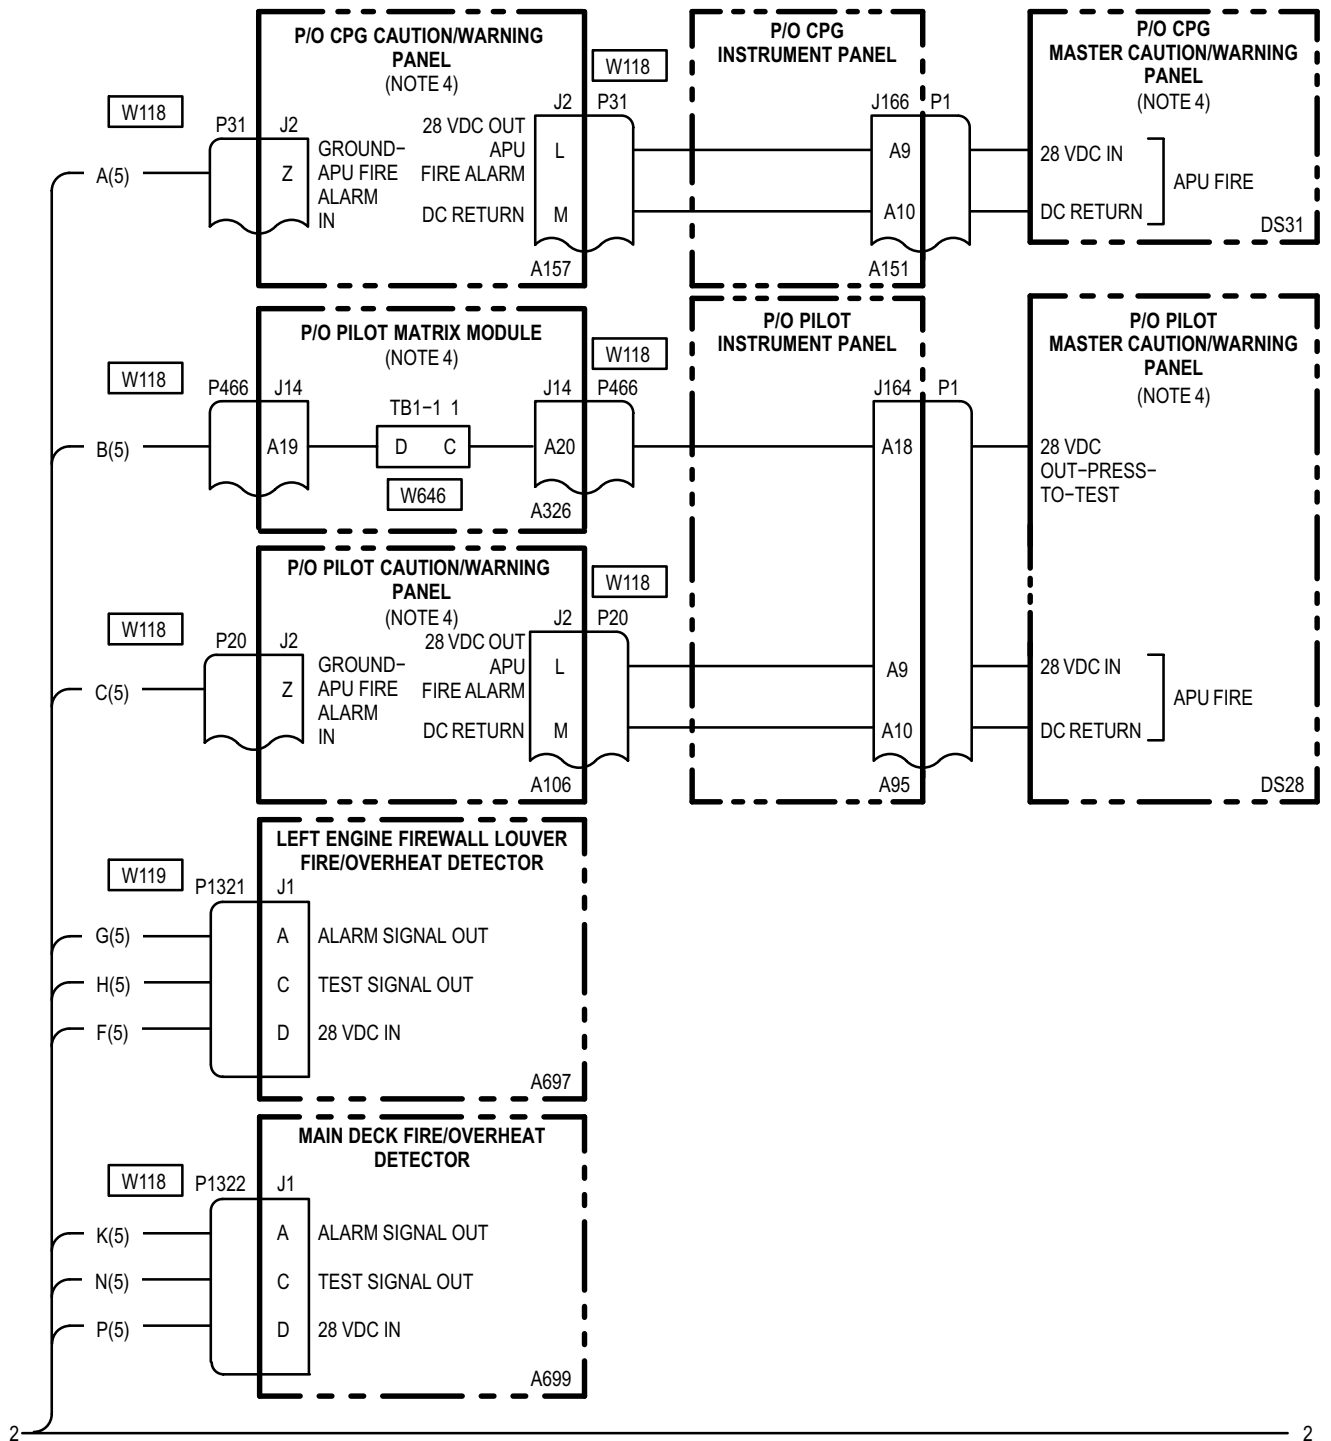 P/O CPG CAUTION/WARNING
PANEL
(NOTE 4)
W118
P/O CPG
INSTRUMENT PANEL
P/O CPG
MASTER CAUTION/WARNING
PANEL
(NOTE 4)
W118
P31 J2
28 VDC OUT
J2 P31
J166 P1
A(5)
Z
GROUND–
APU FIRE
ALARM
IN
APU
FIRE ALARM
L
A9
28 VDC IN
APU FIRE
DC RETURN
M
A10
DC RETURN
A157
A151
DS31
P/O PILOT MATRIX MODULE
(NOTE 4)
W118
P/O PILOT
INSTRUMENT PANEL
P/O PILOT
MASTER CAUTION/WARNING
PANEL
(NOTE 4)
W118
P466 J14
TB1–1 1
J14 P466
J164 P1
B(5)
A19
D C
A20
A18
28 VDC
OUT–PRESS–
TO–TEST
W646
A326
P/O PILOT CAUTION/WARNING
PANEL
(NOTE 4)
W118
W118
P20 J2
28 VDC OUT
J2 P20
C(5)
Z
GROUND–
APU FIRE
ALARM
IN
APU
FIRE ALARM
L
A9
28 VDC IN
APU FIRE
DC RETURN
M
A10
DC RETURN
A106
A95
DS28
LEFT ENGINE FIREWALL LOUVER
FIRE/OVERHEAT DETECTOR
W119
P1321 J1
G(5) A ALARM SIGNAL OUT
H(5) C TEST SIGNAL OUT
F(5) D 28 VDC IN
A697
MAIN DECK FIRE/OVERHEAT
DETECTOR
W118
P1322 J1
K(5) A ALARM SIGNAL OUT
N(5) C TEST SIGNAL OUT
P(5) D 28 VDC IN
A699
2 2